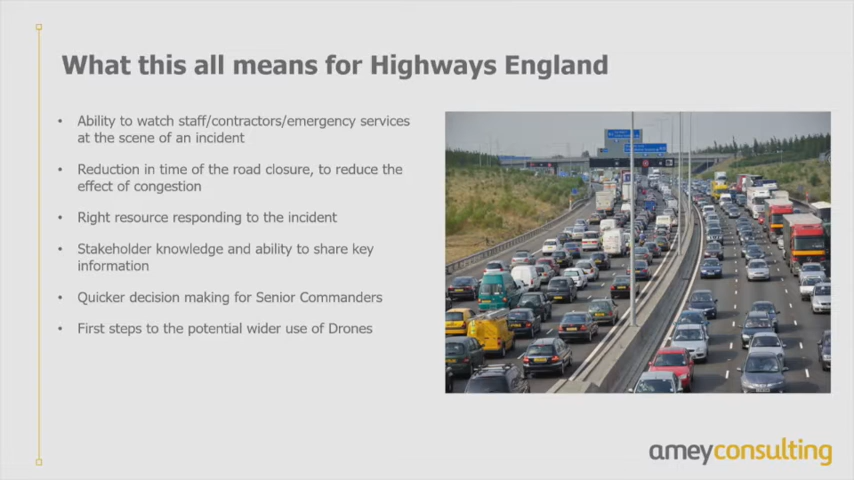 What this all means for Highways England
• Ability to watch staff/contractors/emergency services
at the scene of an incident
• Reduction in time of the road closure, to reduce the
effect of congestion
• Right resource responding to the incident
• Stakeholder knowledge and ability to share key
information
• Quicker decision making for Senior Commanders
• First steps to the potential wider use of Drones
ameyconsulting